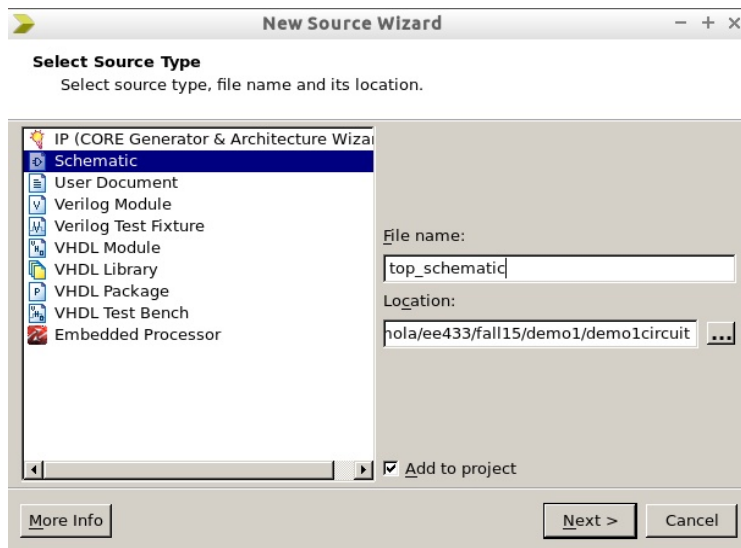 New Source Wizard
Select Source Type
Select source type, file name and its location.
IP (CORE Generator & Architecture Wizar
Schematic
User Document
Verilog Module
Verilog Test Fixture
VHDL Module
VHDL Library
VHDL Package
VHDL Test Bench
Embedded Processor
File name:
top_schematic
Location:
nola/ee433/fall15/demo1/demo1circuit
...
Add to project
More Info
Next >
Cancel